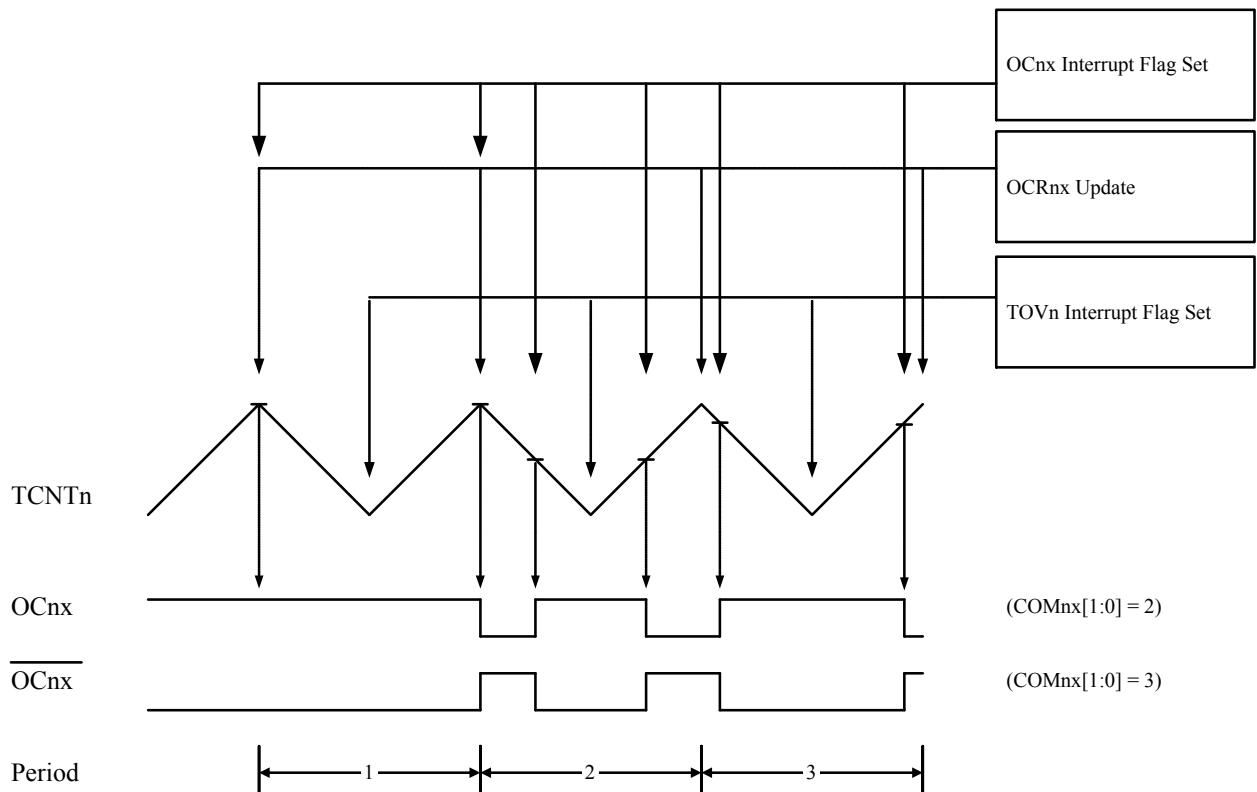 OCnx Interrupt Flag Set
OCRnx Update
TOVn Interrupt Flag Set
TCNTn
OCnx
(COMnx[1:0] = 2)
OCnx
(COMnx[1:0] = 3)
Period
1
2
3